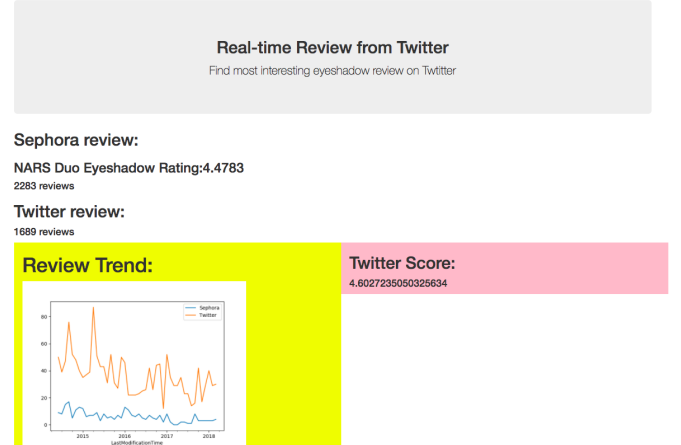 Real-time Review from Twitter
Find most interesting eyeshadow review on Twtitter
Sephora review:
NARS Duo Eyeshadow Rating:4.4783
2283 reviews
Twitter review:
1689 reviews
Review Trend:
Twitter Score:
4.6027235050325634
Sephora
Twitter
80
60
40
20
0
2015 2016 2017 2018
LastModificationTime